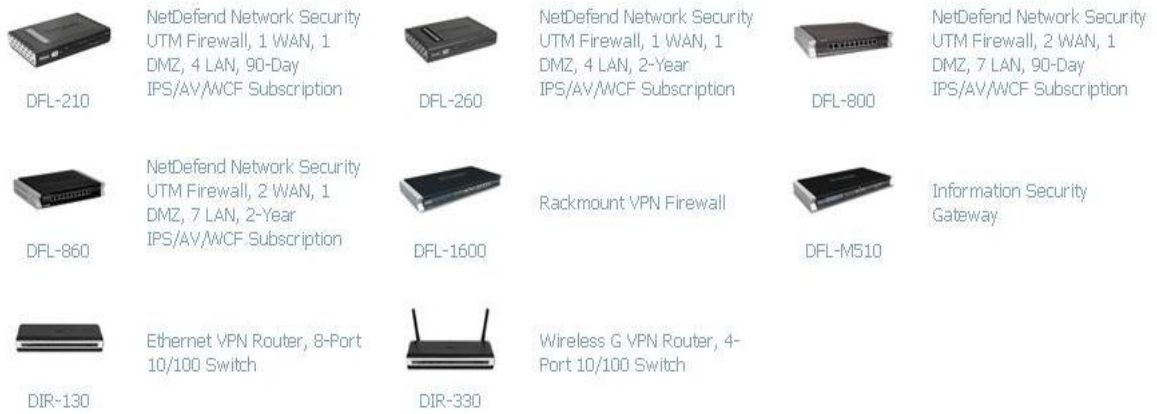 NetDefend Network Security
UTM Firewall, 1 WAN, 1
DMZ, 4 LAN, 90-Day
IPS/AV/WCF Subscription
DFL-210
NetDefend Network Security
UTM Firewall, 1 WAN, 1
DMZ, 4 LAN, 2-Year
IPS/AV/WCF Subscription
DFL-260
NetDefend Network Security
UTM Firewall, 2 WAN, 1
DMZ, 7 LAN, 90-Day
IPS/AV/WCF Subscription
DFL-800
NetDefend Network Security
UTM Firewall, 2 WAN, 1
DMZ, 7 LAN, 2-Year
IPS/AV/WCF Subscription
DFL-860
Rackmount VPN Firewall
DFL-1600
Information Security
Gateway
DFL-M510
Ethernet VPN Router, 8-Port
10/100 Switch
DIR-130
Wireless G VPN Router, 4-
Port 10/100 Switch
DIR-330